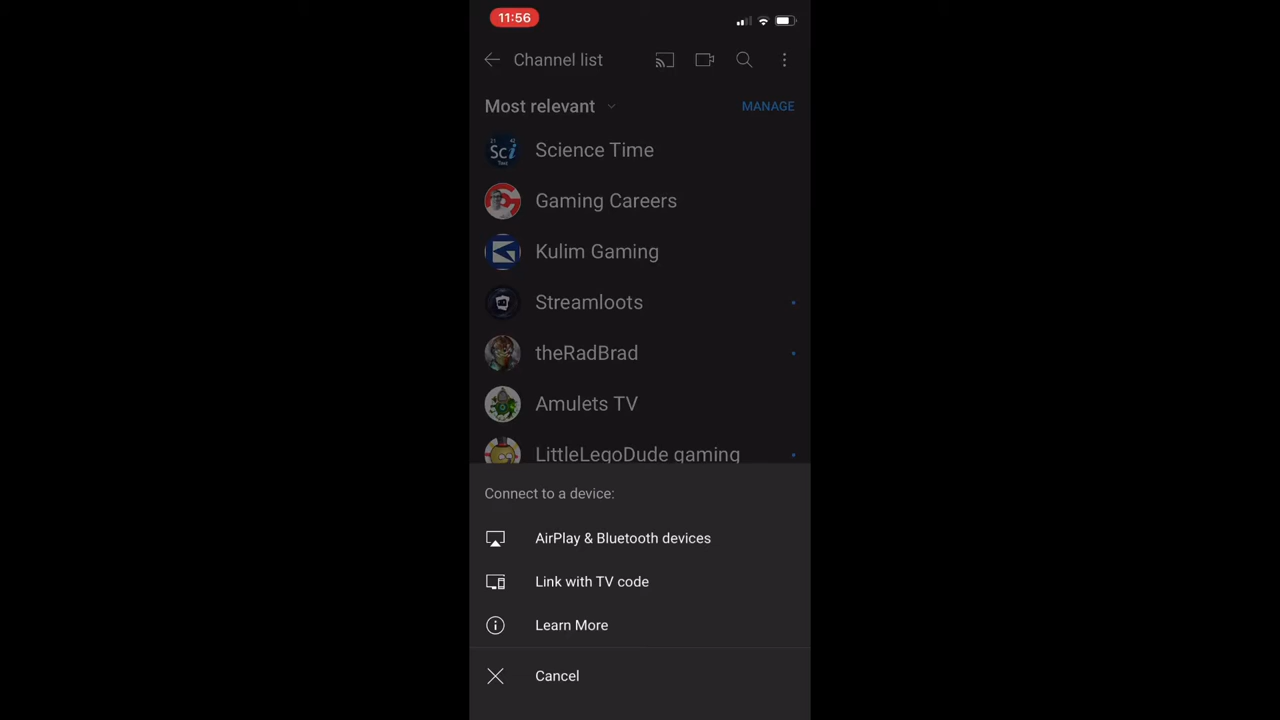 11:56
Channel list
Most relevant
MANAGE
Sci
Science Time
Gaming Careers
Kulim Gaming
Streamloots
theRadBrad
Amulets TV
LittleLegoDude gaming
Connect to a device:
AirPlay & Bluetooth devices
Link with TV code
Learn More
Cancel